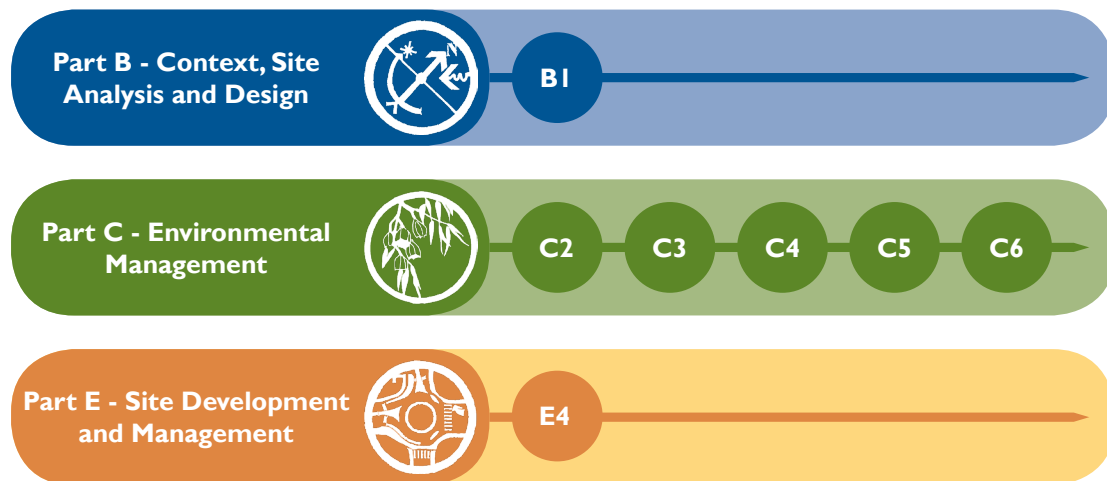 Part B - Context, Site
Analysis and Design
N
B1
Part C - Environmental
Management
C2 C3 C4 C5 C6
Part E - Site Development
and Management
E4